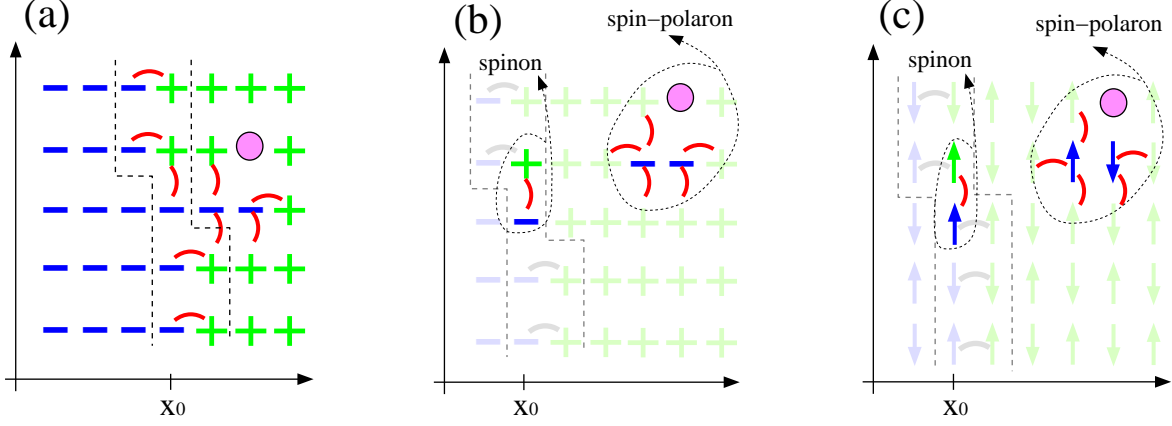 (a)
x0
(b)
spin−polaron
spinon
x0
(c)
spin−polaron
spinon
x0